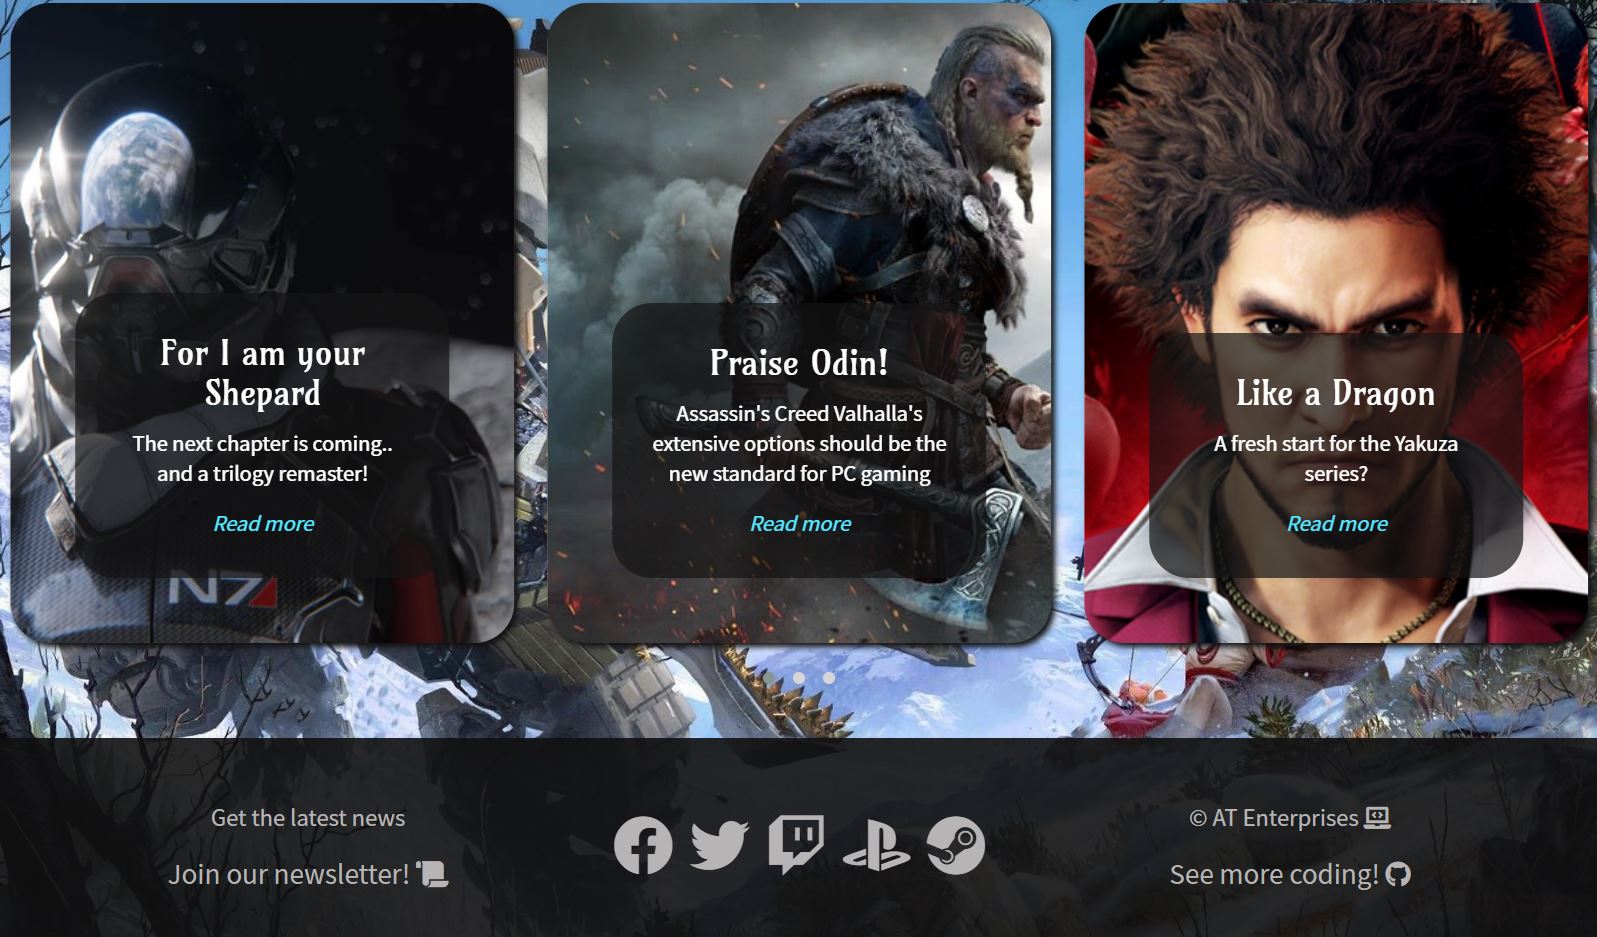 For I am your
Shepard
The next chapter is coming..
and a trilogy remaster!
Read more
N7
Praise Odin!
Assassin's Creed Valhalla's
extensive options should be the
new standard for PC gaming
Read more
Like a Dragon
A fresh start for the Yakuza
series?
Read more
Get the latest news
Join our newsletter!
© AT Enterprises
See more coding!